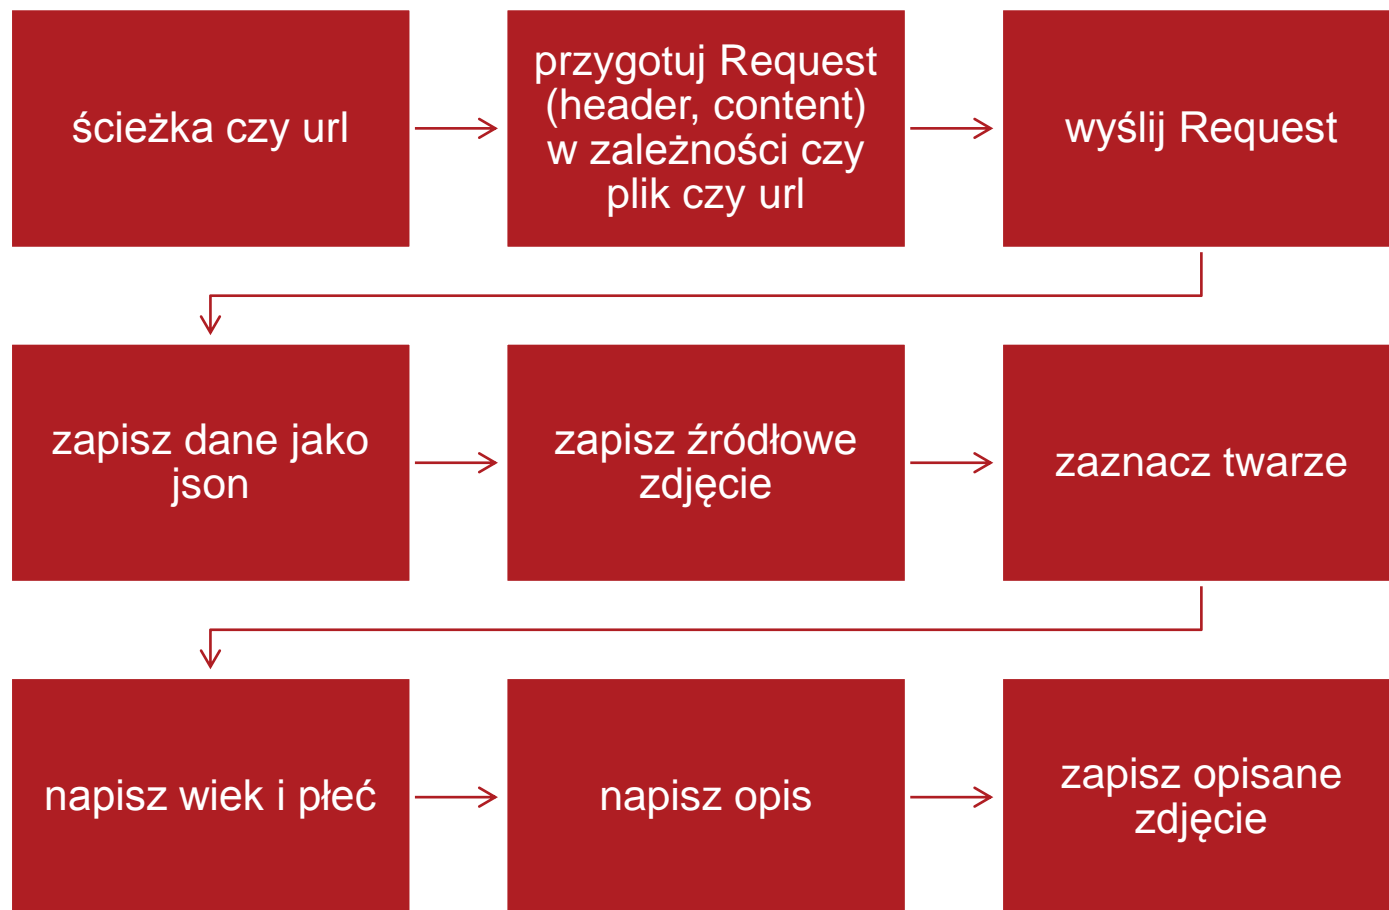 ścieżka czy url
przygotuj Request
(header, content)
w zależności czy
plik czy url
wyślij Request
zapisz dane jako
json
zapisz źródłowe
zdjęcie
zaznacz twarze
napisz wiek i płeć
napisz opis
zapisz opisane
zdjęcie